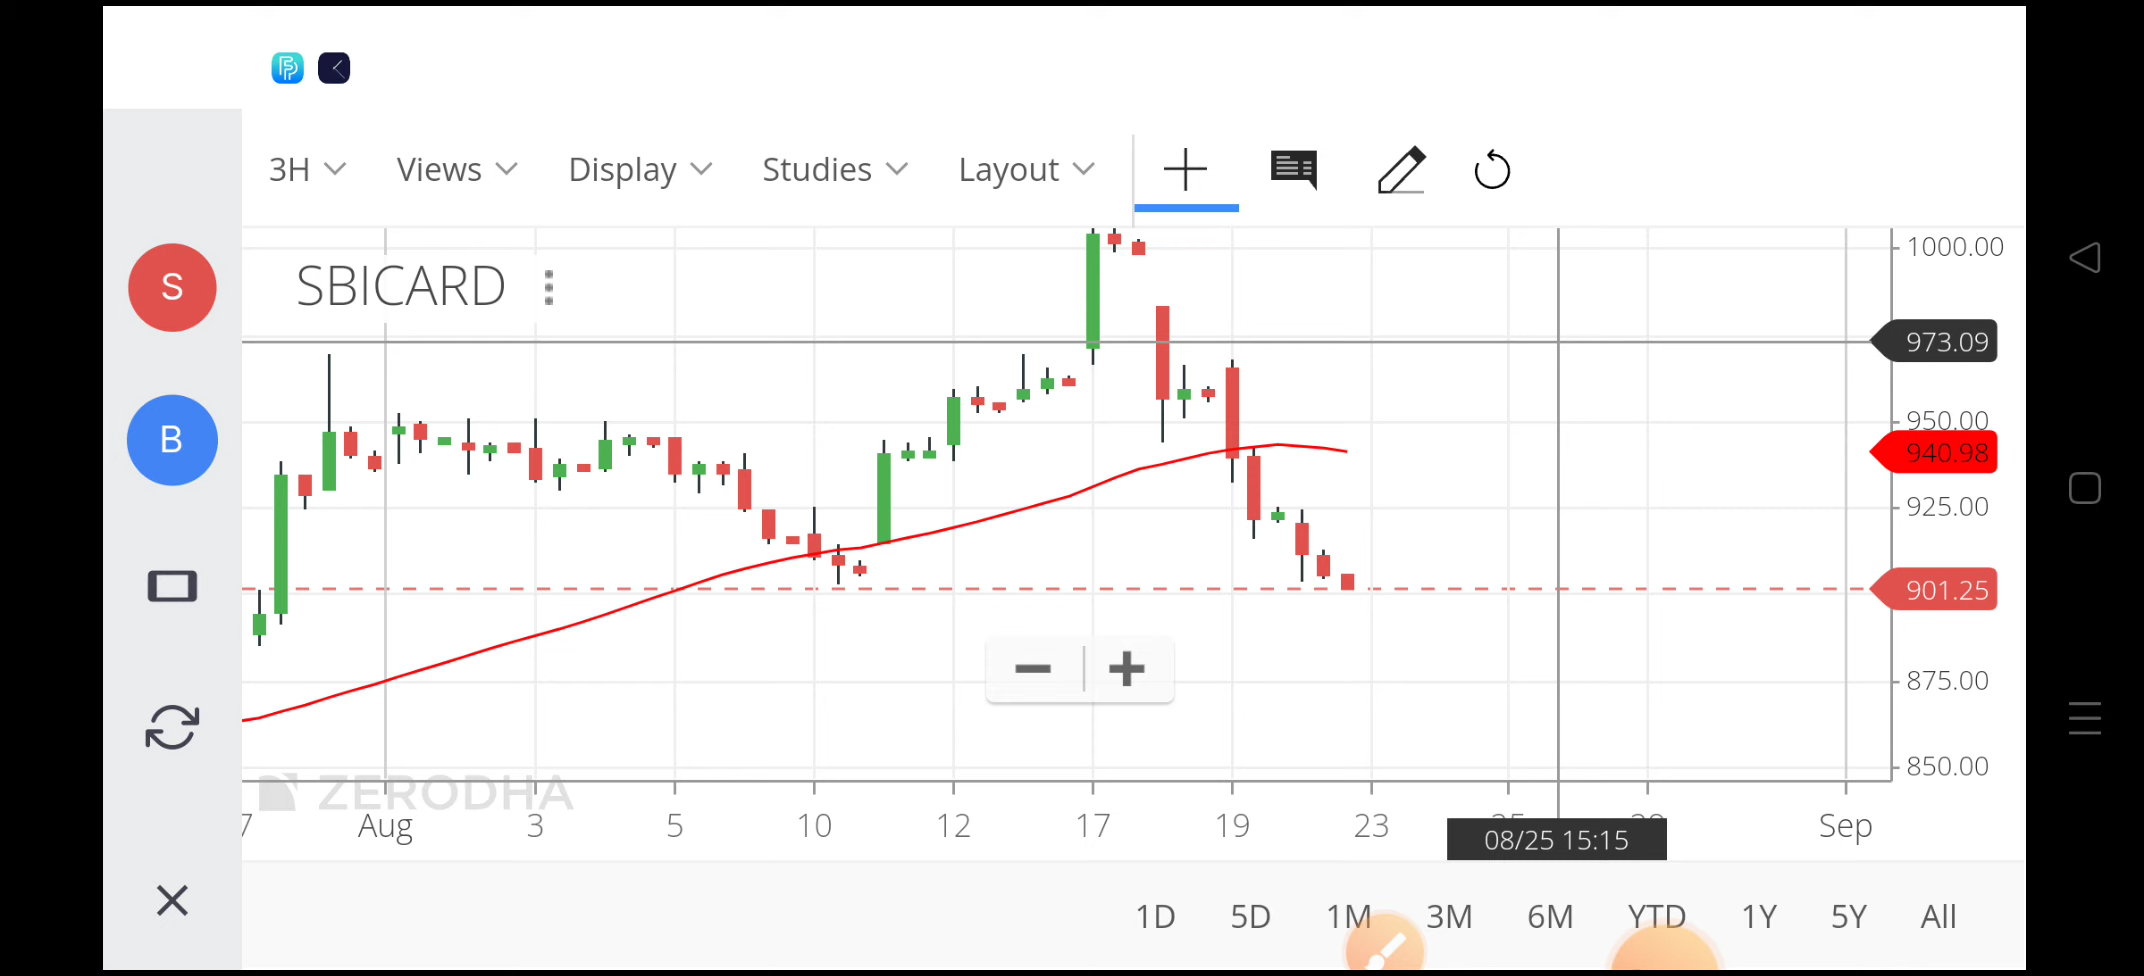 3H Views Display Studies Layout
S
SBICARD
B
1000.00
973.09
950.00
940.98
925.00
901.25
875.00
850.00
ZERODHA
7 Aug 3 5 10 12 17 19 23 Sep
08/25 15:15
1D 5D 1M 3M 6M YTD 1Y 5Y All